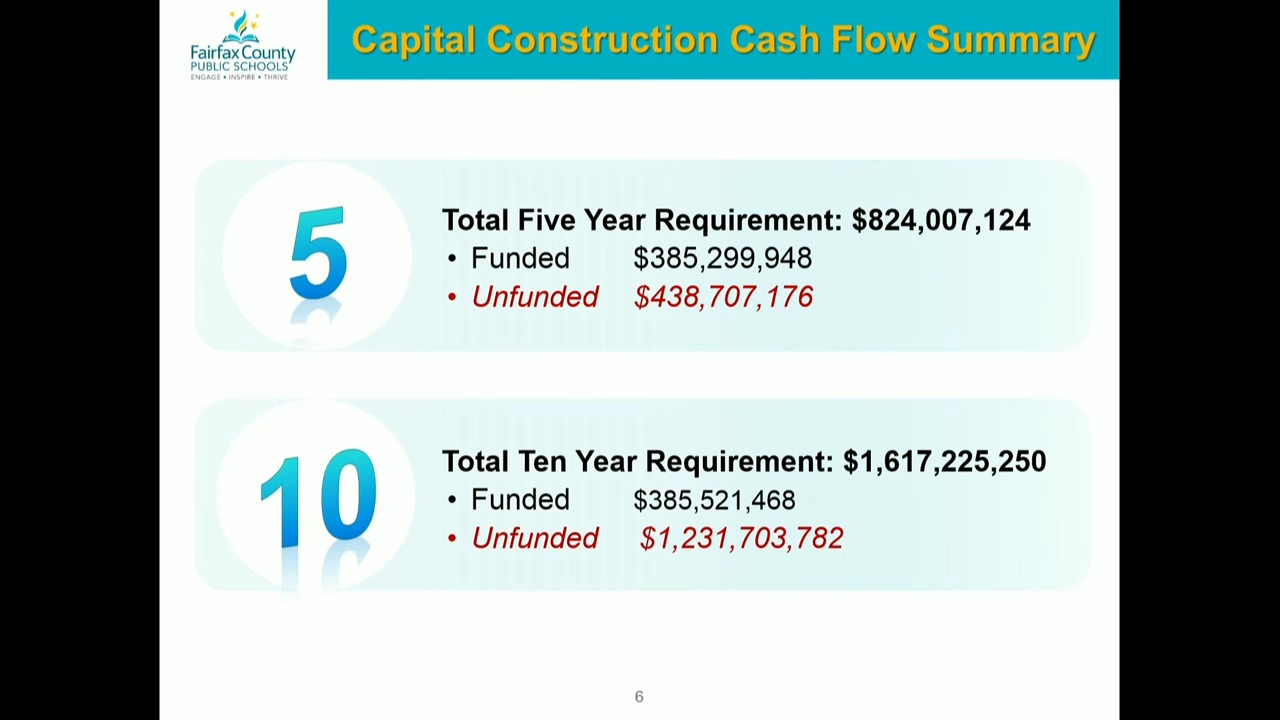 Fairfax County
PUBLIC SCHOOLS
ENGAGE • INSPIRE • THRIVE
Capital Construction Cash Flow Summary
5
Total Five Year Requirement: $824,007,124
• Funded $385,299,948
• Unfunded $438,707,176
10
Total Ten Year Requirement: $1,617,225,250
• Funded $385,521,468
• Unfunded $1,231,703,782
6